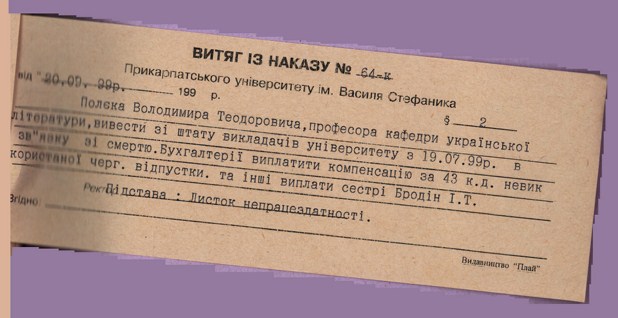 ВИТЯГ ІЗ НАКАЗУ № 64-к
Прикарпатського університету ім. Василя Стефаника
від "20.09. 99р. 199 р.
§ 2
Полєка Володимира Теодоровича,професора кафедри української
літератури,вивести зі штату викладачів університету з 19.07.99р. в
зв"язку зі смертю.Бухгалтерії виплатити компенсацію за 43 к.д. невик
користаної черг. відпустки. та інші виплати сестрі Бродін І.Т.
Підстава : Листок непрацездатності.
Згідно
Видавництво "Плай"